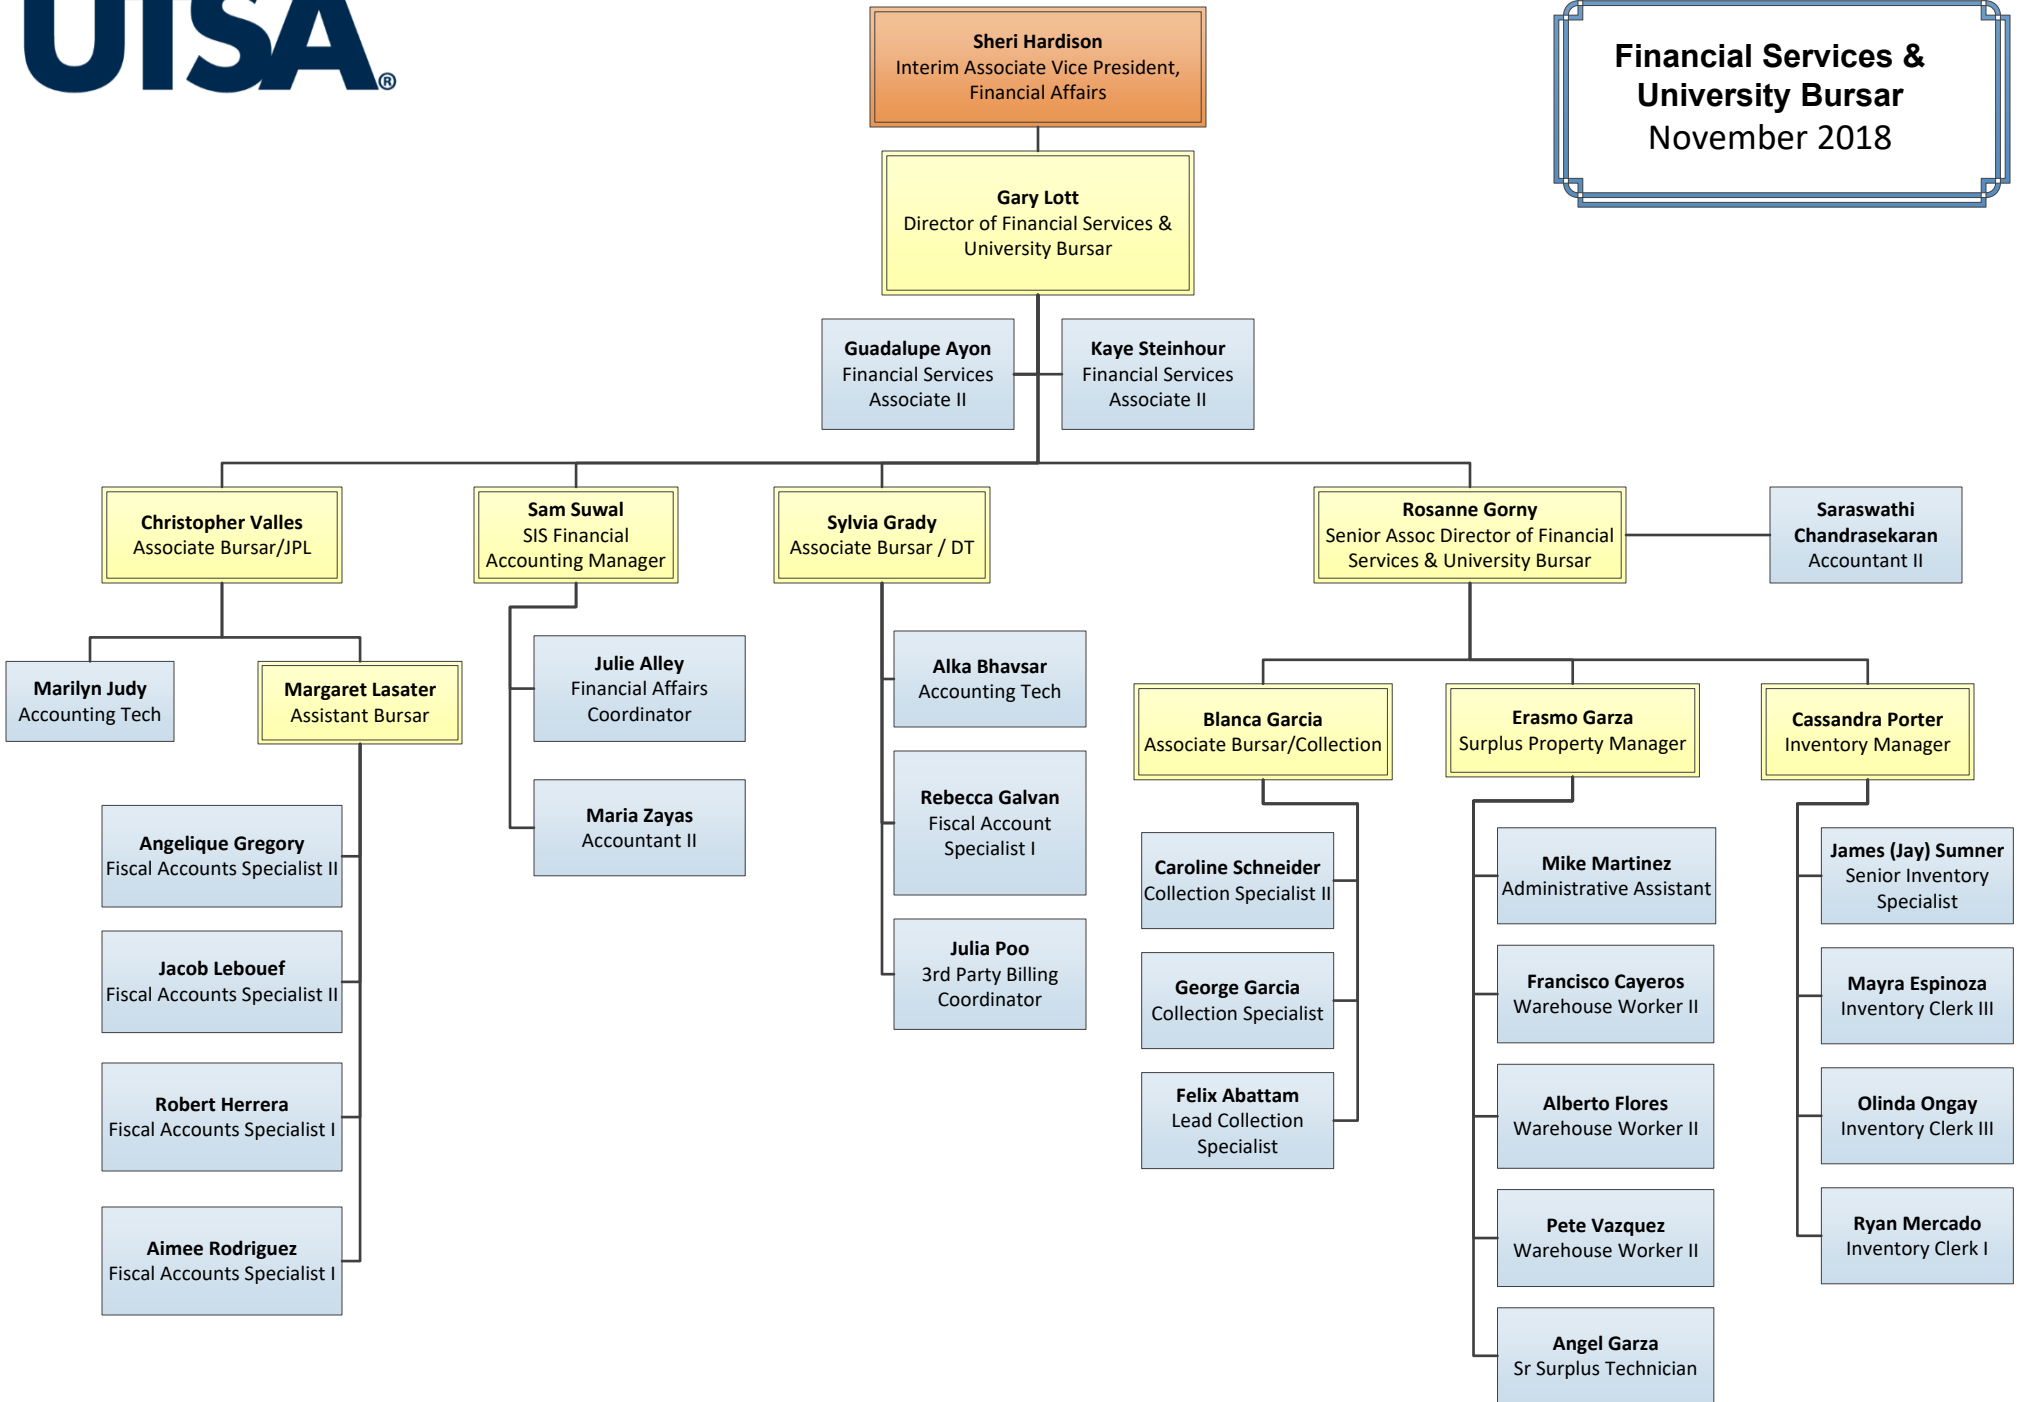 UTSA®
Financial Services &
University Bursar
November 2018
Sheri Hardison
Interim Associate Vice President,
Financial Affairs
Gary Lott
Director of Financial Services &
University Bursar
Guadalupe Ayon
Financial Services
Associate II
Kaye Steinhour
Financial Services
Associate II
Christopher Valles
Associate Bursar/JPL
Sam Suwal
SIS Financial
Accounting Manager
Sylvia Grady
Associate Bursar / DT
Rosanne Gorny
Senior Assoc Director of Financial
Services & University Bursar
Saraswathi
Chandrasekaran
Accountant II
Marilyn Judy
Accounting Tech
Margaret Lasater
Assistant Bursar
Angelique Gregory
Fiscal Accounts Specialist II
Jacob Lebouef
Fiscal Accounts Specialist II
Robert Herrera
Fiscal Accounts Specialist I
Aimee Rodriguez
Fiscal Accounts Specialist I
Julie Alley
Financial Affairs
Coordinator
Maria Zayas
Accountant II
Alka Bhavsar
Accounting Tech
Rebecca Galvan
Fiscal Account
Specialist I
Julia Poo
3rd Party Billing
Coordinator
Blanca Garcia
Associate Bursar/Collection
Caroline Schneider
Collection Specialist II
George Garcia
Collection Specialist
Felix Abattam
Lead Collection
Specialist
Erasmo Garza
Surplus Property Manager
Mike Martinez
Administrative Assistant
Francisco Cayeros
Warehouse Worker II
Alberto Flores
Warehouse Worker II
Pete Vazquez
Warehouse Worker II
Angel Garza
Sr Surplus Technician
Cassandra Porter
Inventory Manager
James (Jay) Sumner
Senior Inventory
Specialist
Mayra Espinoza
Inventory Clerk III
Olinda Ongay
Inventory Clerk III
Ryan Mercado
Inventory Clerk I